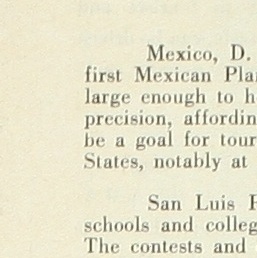 Mexico, D.
first Mexican Pla
large enough to h
precision, affordin
be a goal for tour
States, notably at
San Luis P
schools and colleg
The contests and